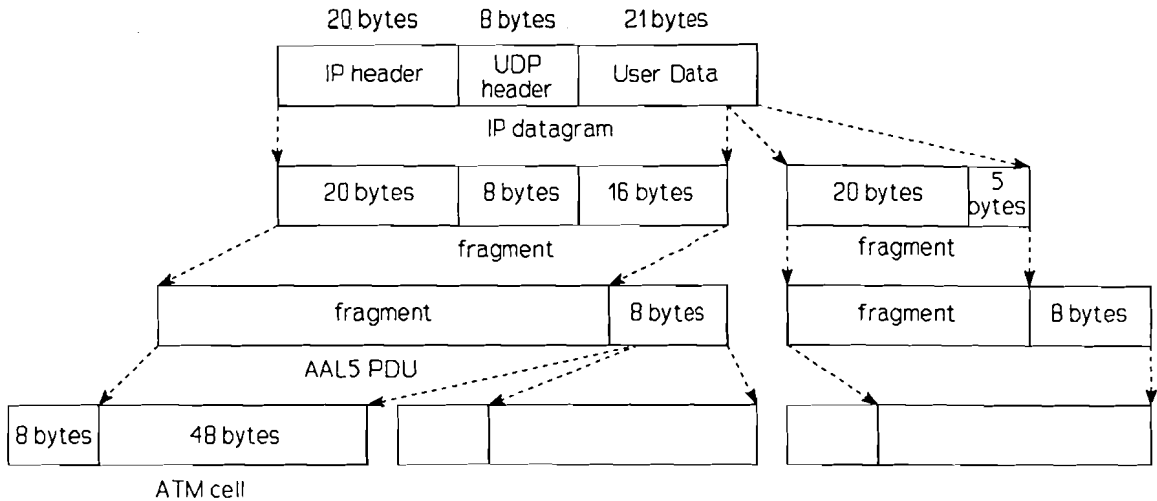 20 bytes 8 bytes 21 bytes
IP header UDP header User Data
IP datagram
20 bytes 8 bytes 16 bytes 20 bytes 5 bytes
fragment fragment
fragment 8 bytes fragment 8 bytes
AAL5 PDU
8 bytes 48 bytes
ATM cell